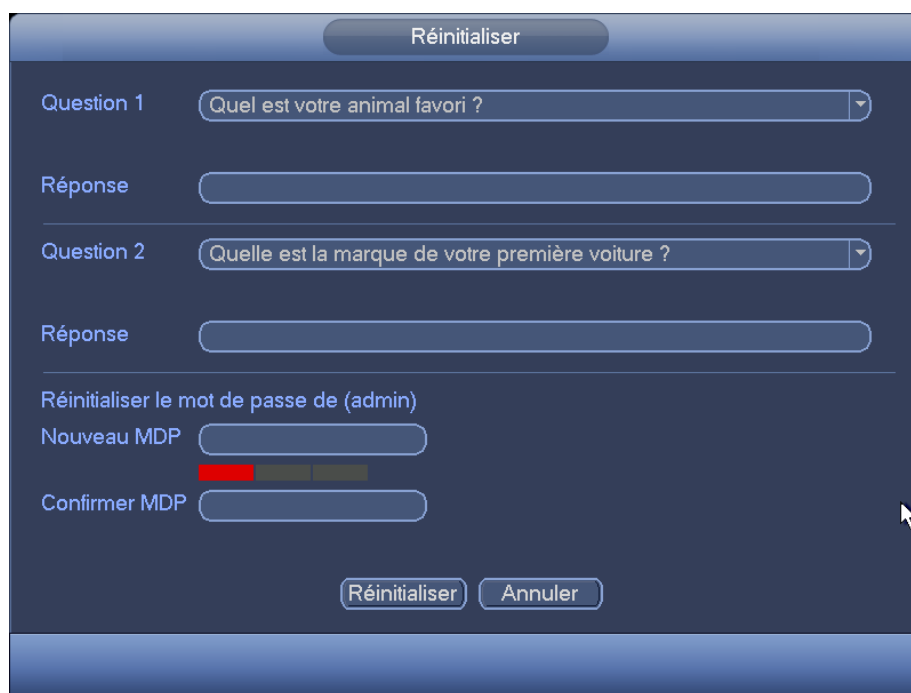 Réinitialiser
Question 1 Quel est votre animal favori ?
Réponse
Question 2 Quelle est la marque de votre première voiture ?
Réponse
Réinitialiser le mot de passe de (admin)
Nouveau MDP
Confirmer MDP
Réinitialiser Annuler